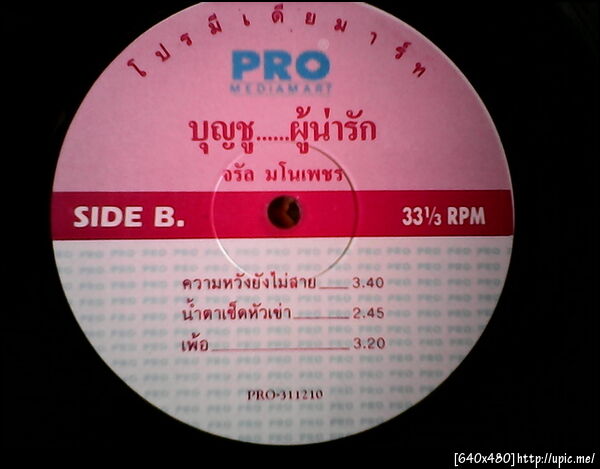 โปรมีเดียมาร์ท
PRO
MEDIAMART
บุญชู......ผู้น่ารัก
จรัล มโนเพชร
SIDE B.
33 1/3 RPM
ความหวังยังไม่สาย 3.40
น้ำตาเช็ดหัวเข่า 2.45
เพ้อ 3.20
PRO-311210
[640x480]http://upic.me/